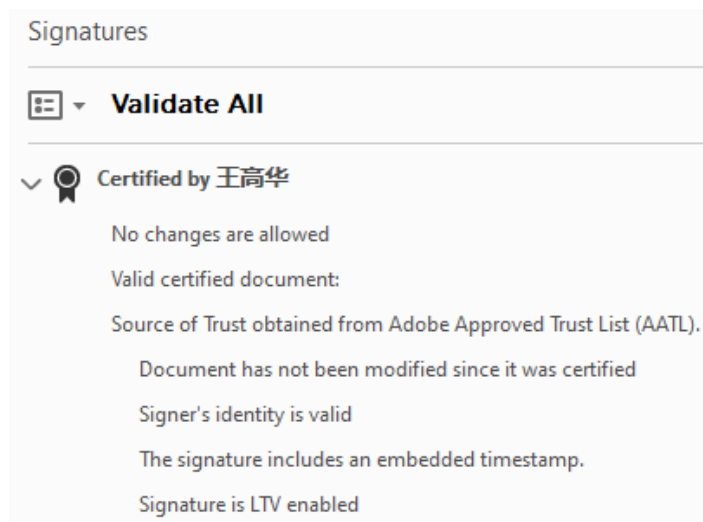 Signatures
Validate All
Certified by 王高华
No changes are allowed
Valid certified document:
Source of Trust obtained from Adobe Approved Trust List (AATL).
Document has not been modified since it was certified
Signer's identity is valid
The signature includes an embedded timestamp.
Signature is LTV enabled